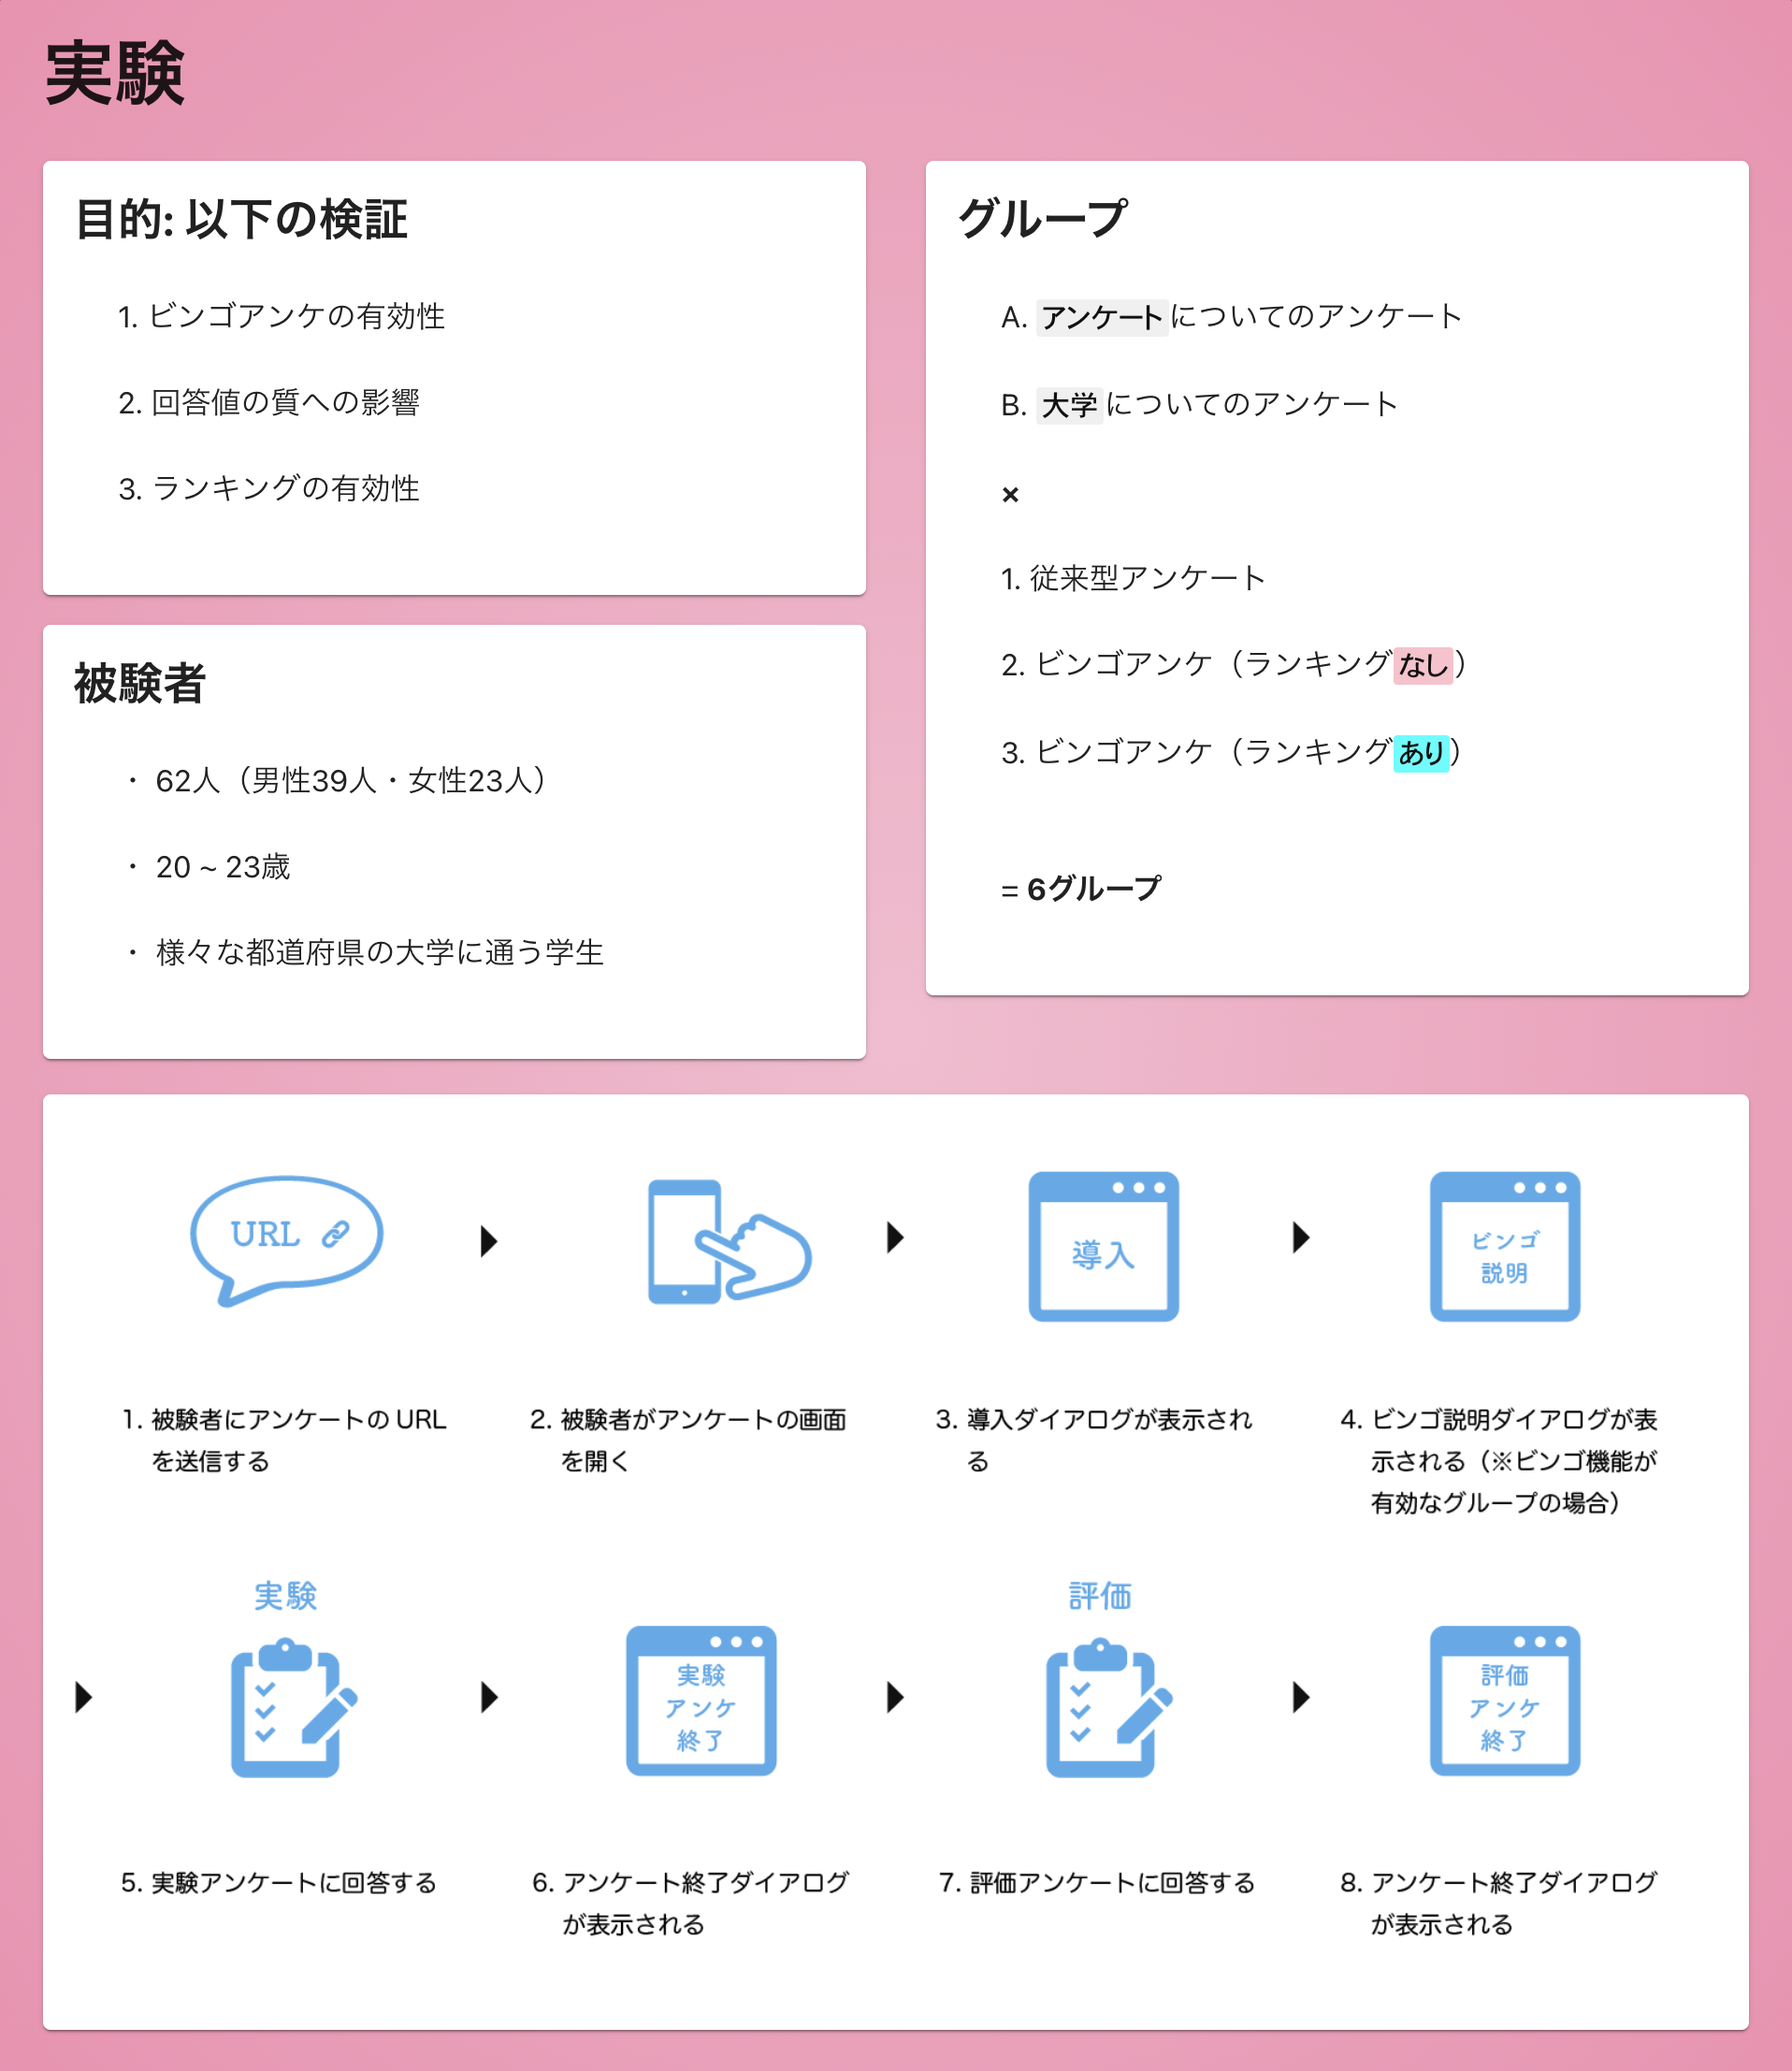 実験
目的: 以下の検証
1. ビンゴアンケの有効性
2. 回答値の質への影響
3. ランキングの有効性
被験者
・ 62人（男性39人・女性23人）
・ 20 ~ 23歳
・ 様々な都道府県の大学に通う学生
グループ
A. アンケートについてのアンケート
B. 大学についてのアンケート
×
1. 従来型アンケート
2. ビンゴアンケ（ランキングなし）
3. ビンゴアンケ（ランキングあり）
= 6グループ
URL
導入
ビンゴ
説明
1. 被験者にアンケートの URL
を送信する
2. 被験者がアンケートの画面
を開く
3. 導入ダイアログが表示され
る
4. ビンゴ説明ダイアログが表
示される（※ビンゴ機能が
有効なグループの場合）
実験
実験
アンケ
終了
評価
評価
アンケ
終了
5. 実験アンケートに回答する
6. アンケート終了ダイアログ
が表示される
7. 評価アンケートに回答する
8. アンケート終了ダイアログ
が表示される